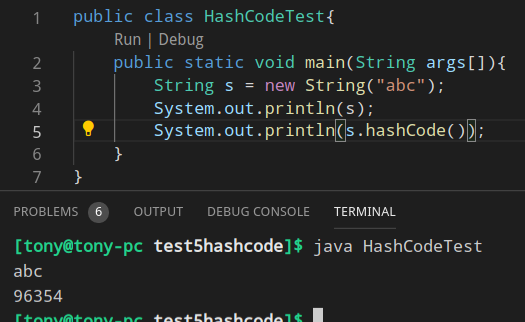 1 public class HashCodeTest{
Run | Debug
2 public static void main(String args[]){
3 String s = new String("abc");
4 System.out.println(s);
5 System.out.println(s.hashCode());
6 }
7 }
PROBLEMS 6 OUTPUT DEBUG CONSOLE TERMINAL
[tony@tony-pc test5hashcode]$ java HashCodeTest
abc
96354
[tony@tony-pc test5hashcode]$